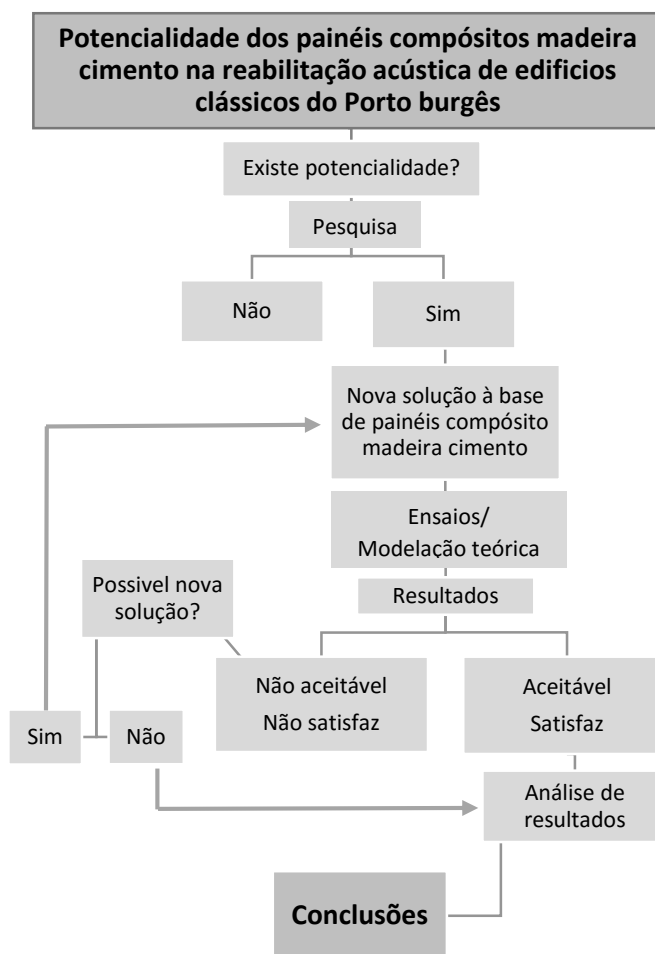 Potencialidade dos painéis compósitos madeira
cimento na reabilitação acústica de edificios
clássicos do Porto burgês
Existe potencialidade?
Pesquisa
Não
Sim
Nova solução à base
de painéis compósito
madeira cimento
Ensaios/
Modelação teórica
Resultados
Possivel nova
solução?
Não aceitável
Não satisfaz
Aceitável
Satisfaz
Sim
Não
Análise de
resultados
Conclusões